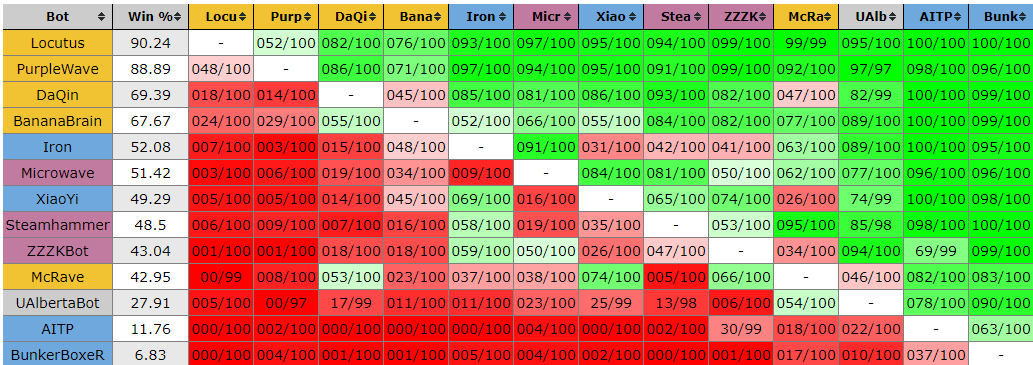 Bot Win % Locu Purp DaQi Bana Iron Micr Xiao Stea ZZZK McRa UAlb AITP Bunk
Locutus 90.24 - 052/100 082/100 076/100 093/100 097/100 095/100 094/100 099/100 99/99 095/100 100/100 100/100
PurpleWave 88.89 048/100 - 086/100 071/100 097/100 094/100 095/100 091/100 099/100 092/100 97/97 098/100 096/100
DaQin 69.39 018/100 014/100 - 045/100 085/100 081/100 086/100 093/100 082/100 047/100 82/99 100/100 099/100
BananaBrain 67.67 024/100 029/100 055/100 - 052/100 066/100 055/100 084/100 082/100 077/100 089/100 100/100 099/100
Iron 52.08 007/100 003/100 015/100 048/100 - 091/100 031/100 042/100 041/100 063/100 089/100 100/100 095/100
Microwave 51.42 003/100 006/100 019/100 034/100 009/100 - 084/100 081/100 050/100 062/100 077/100 096/100 096/100
XiaoYi 49.29 005/100 005/100 014/100 045/100 069/100 016/100 - 065/100 074/100 026/100 74/99 100/100 098/100
Steamhammer 48.5 006/100 009/100 007/100 016/100 058/100 019/100 035/100 - 053/100 095/100 85/98 098/100 100/100
ZZZKBot 43.04 001/100 001/100 018/100 018/100 059/100 050/100 026/100 047/100 - 034/100 094/100 69/99 099/100
McRave 42.95 00/99 008/100 053/100 023/100 037/100 038/100 074/100 005/100 066/100 - 046/100 082/100 083/100
UAlbertaBot 27.91 005/100 00/97 17/99 011/100 011/100 023/100 25/99 13/98 006/100 054/100 - 078/100 090/100
AITP 11.76 000/100 002/100 000/100 000/100 000/100 004/100 000/100 002/100 30/99 018/100 022/100 - 063/100
BunkerBoxeR 6.83 000/100 004/100 001/100 001/100 005/100 004/100 002/100 000/100 001/100 017/100 010/100 037/100 -